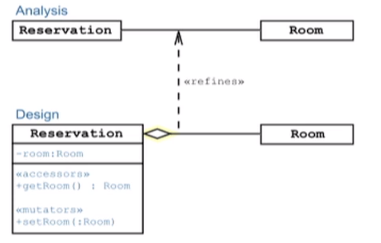 Analysis
Reservation
Room
«refines»
Design
Reservation
Room
-room:Room
«accessors»
+getRoom() : Room
«mutators»
+setRoom(:Room)